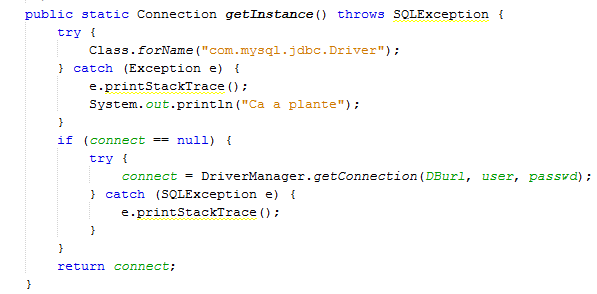 public static Connection getInstance() throws SQLException {
try {
Class.forName("com.mysql.jdbc.Driver");
} catch (Exception e) {
e.printStackTrace();
System.out.println("Ca a plante");
}
if (connect == null) {
try {
connect = DriverManager.getConnection(DBurl, user, passwd);
} catch (SQLException e) {
e.printStackTrace();
}
}
return connect;
}